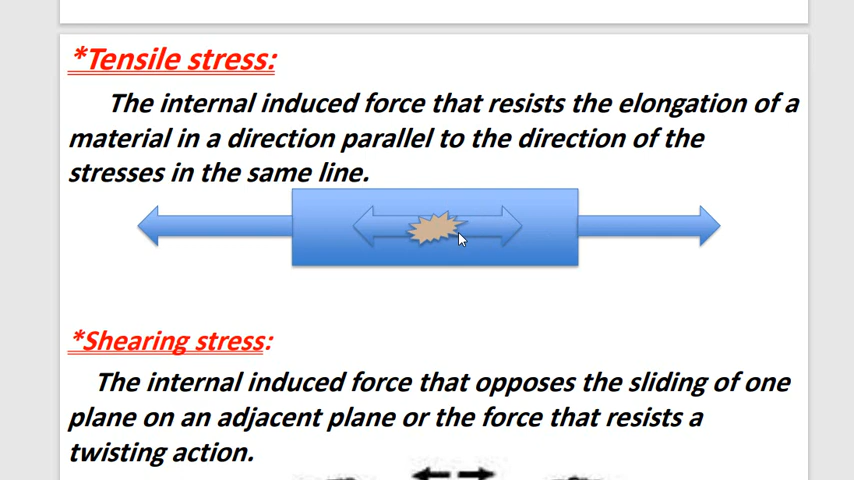 *Tensile stress:
The internal induced force that resists the elongation of a
material in a direction parallel to the direction of the
stresses in the same line.
*Shearing stress:
The internal induced force that opposes the sliding of one
plane on an adjacent plane or the force that resists a
twisting action.